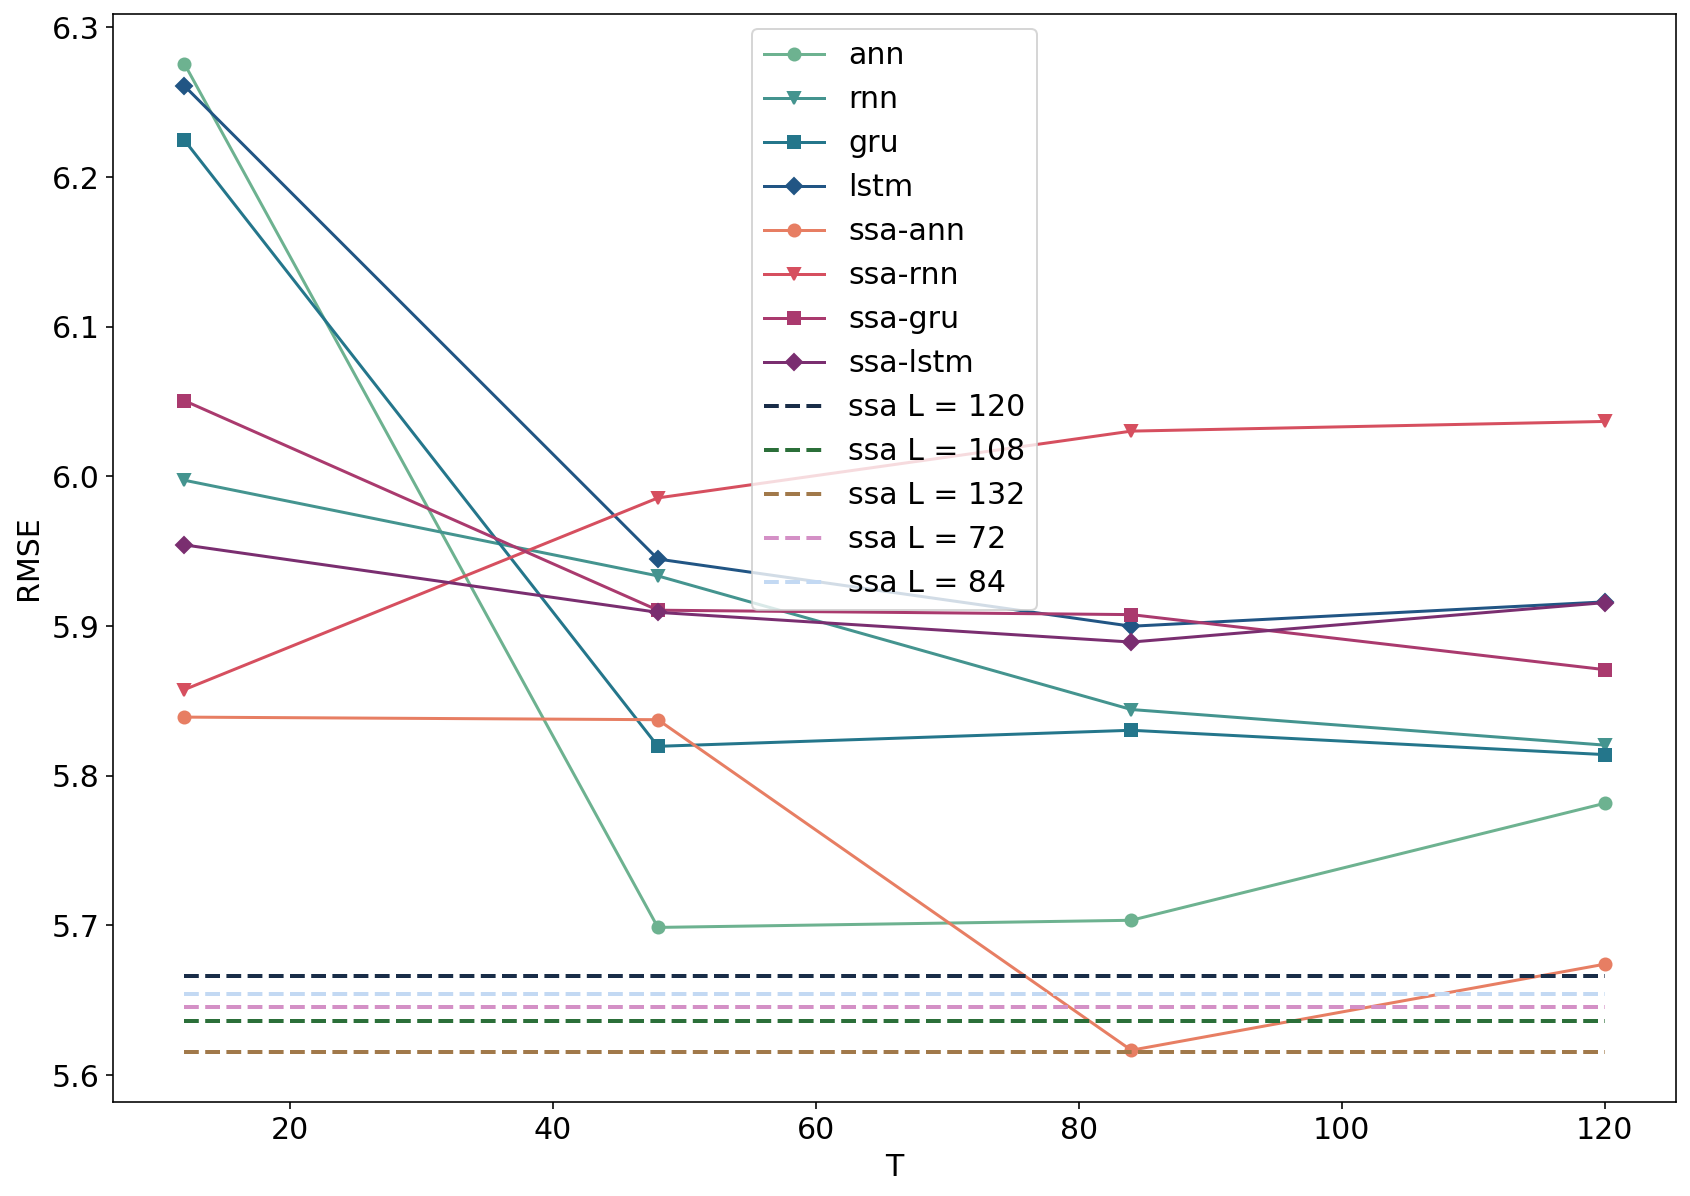 6.3
6.2
6.1
6.0
5.9
5.8
5.7
5.6
RMSE
ann
rnn
gru
lstm
ssa-ann
ssa-rnn
ssa-gru
ssa-lstm
ssa L = 120
ssa L = 108
ssa L = 132
ssa L = 72
ssa L = 84
20 40 60 80 100 120
T